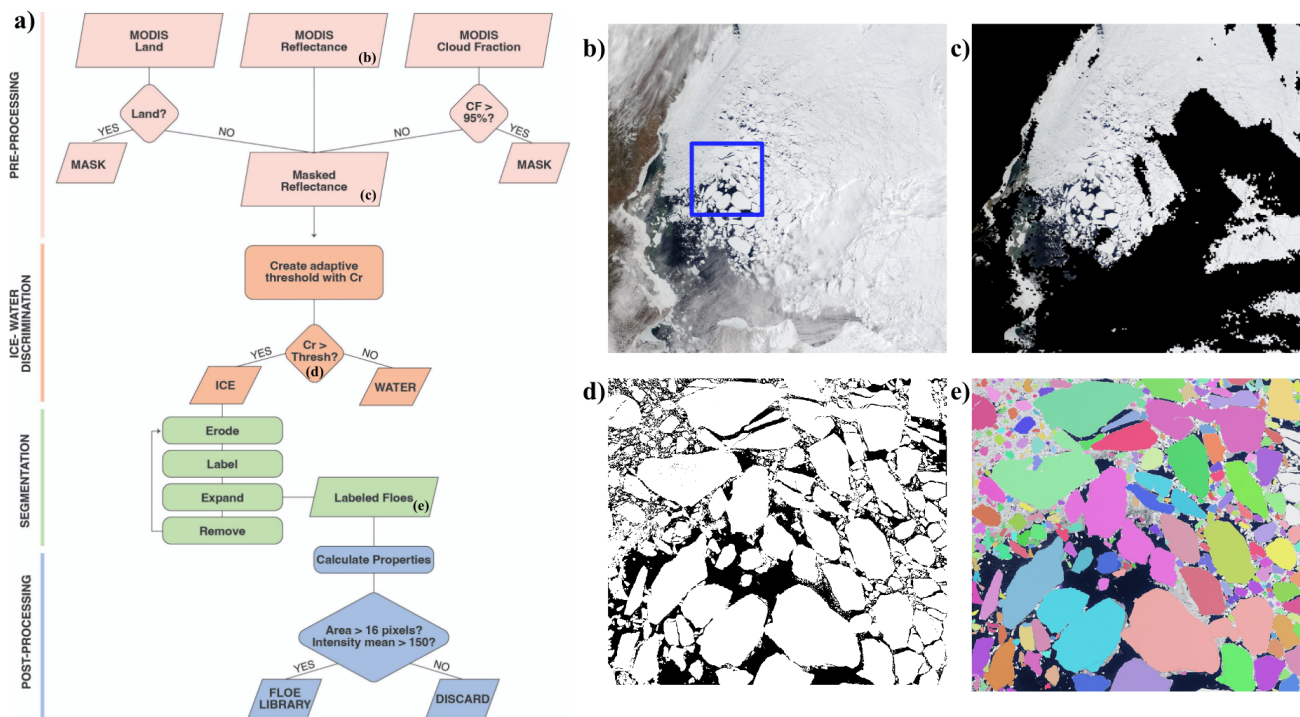 a)
PRE-PROCESSING
MODIS
Land
MODIS
Reflectance
(b)
MODIS
Cloud Fraction
Land?
CF >
95%?
YES
NO
NO
YES
MASK
Masked
Reflectance
(c)
MASK
ICE- WATER
DISCRIMINATION
Create adaptive
threshold with Cr
Cr >
Thresh?
(d)
YES
NO
ICE
WATER
SEGMENTATION
Erode
Label
Expand
Remove
Labeled Floes
(e)
POST-PROCESSING
Calculate Properties
Area > 16 pixels?
Intensity mean > 150?
YES
NO
FLOE
LIBRARY
DISCARD
b)
c)
d)
e)